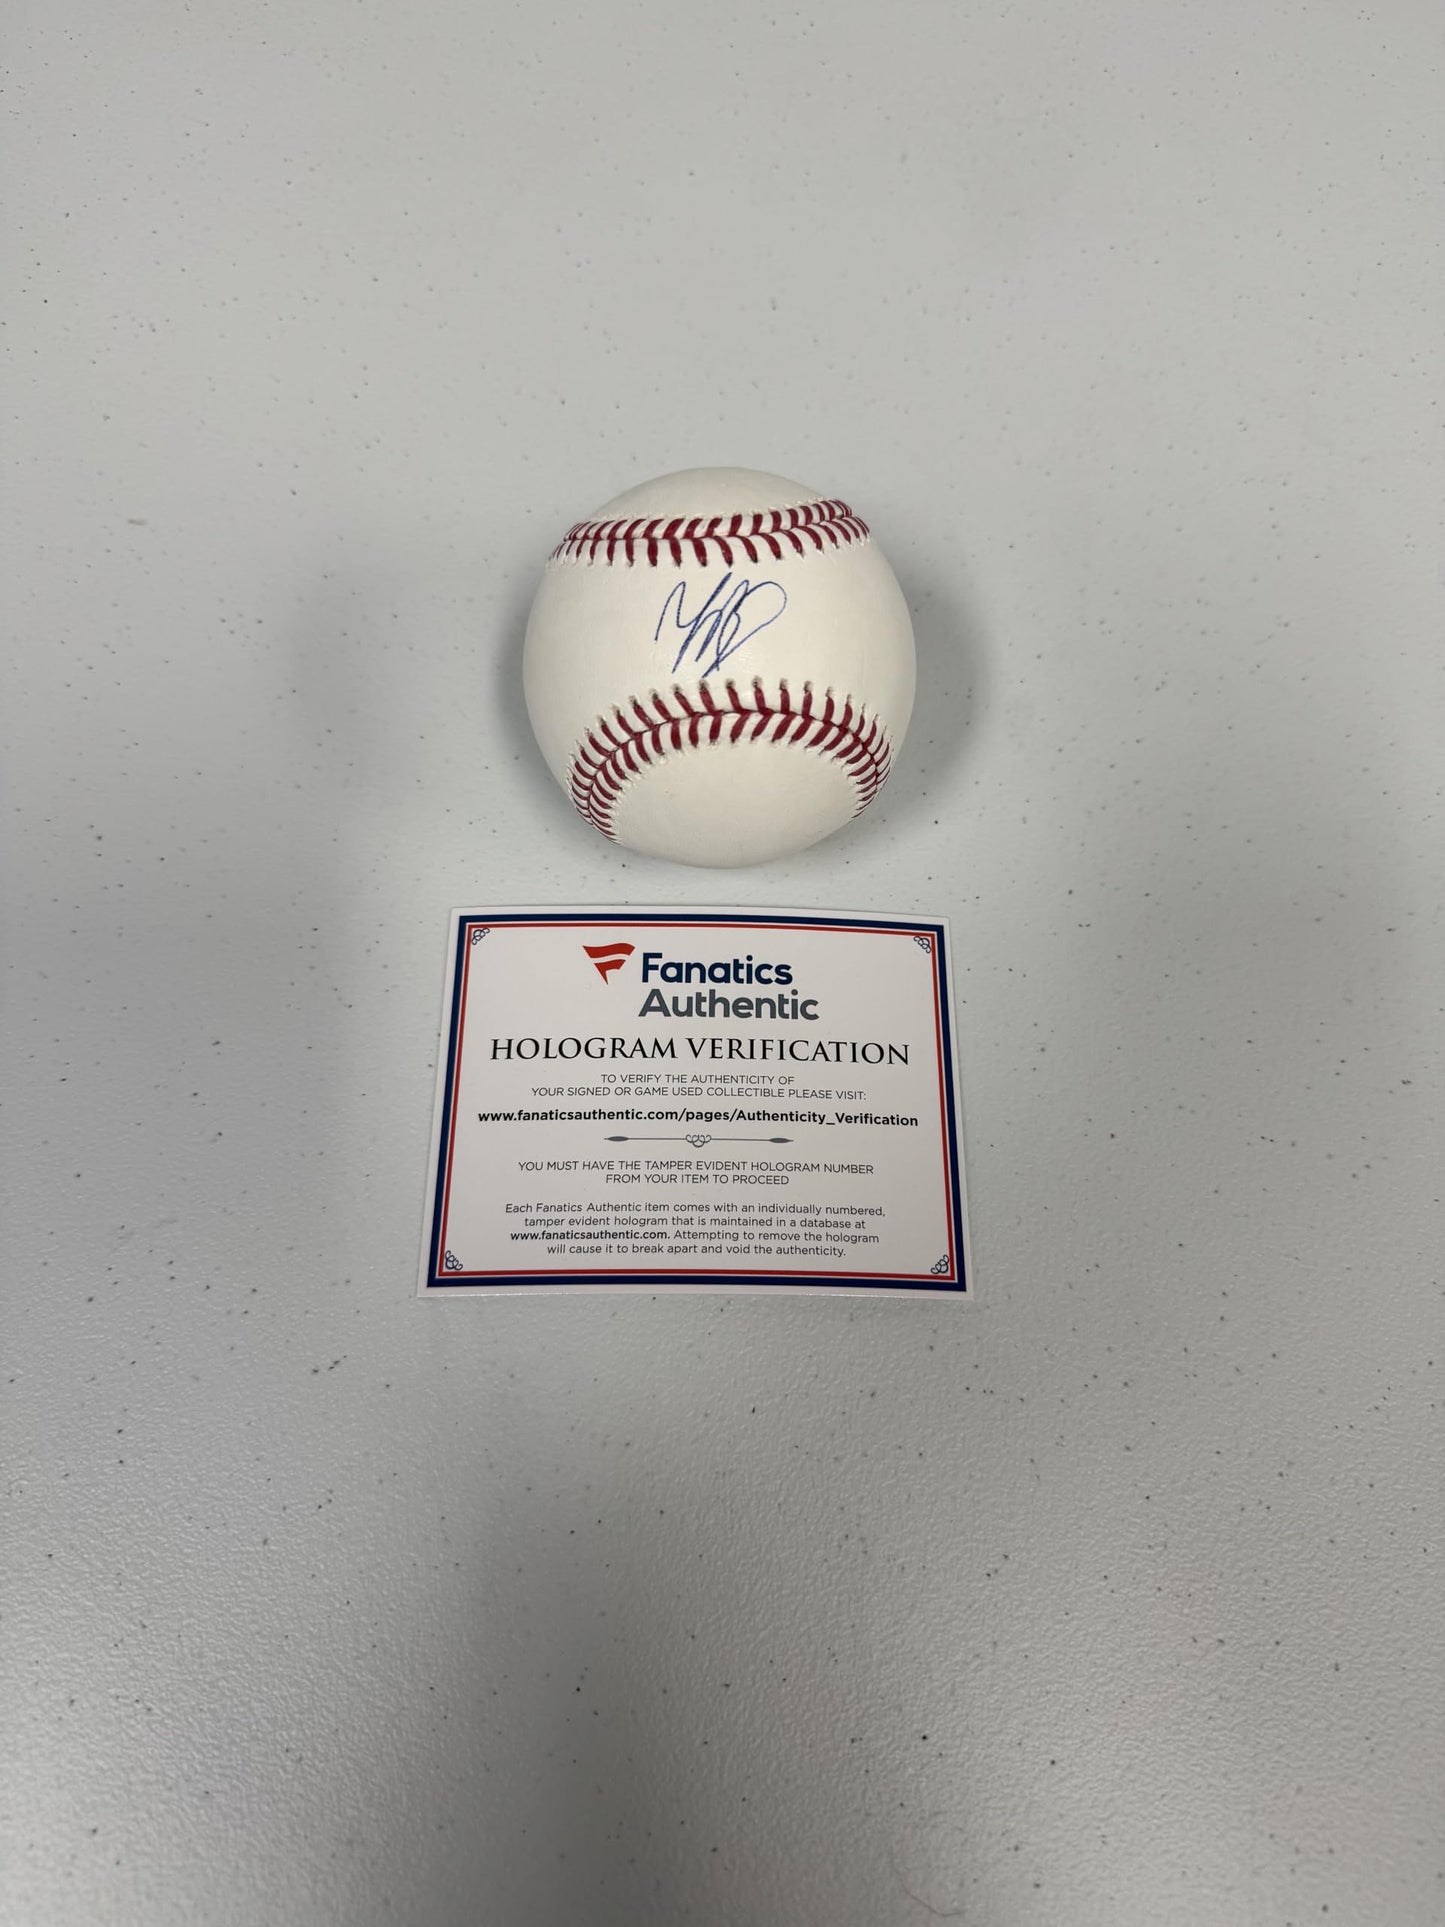 Fanatics
Authentic
HOLOGRAM VERIFICATION
TO VERIFY THE AUTHENTICITY OF
YOUR SIGNED OR GAME USED COLLECTIBLE PLEASE VISIT:
www.fanaticsauthentic.com/pages/Authenticity_Verification
YOU MUST HAVE THE TAMPER EVIDENT HOLOGRAM NUMBER
FROM YOUR ITEM TO PROCEED
Each Fanatics Authentic item comes with an individually numbered,
tamper evident hologram that is maintained in a database at
www.fanaticsauthentic.com. Attempting to remove the hologram
will cause it to break apart and void the authenticity.